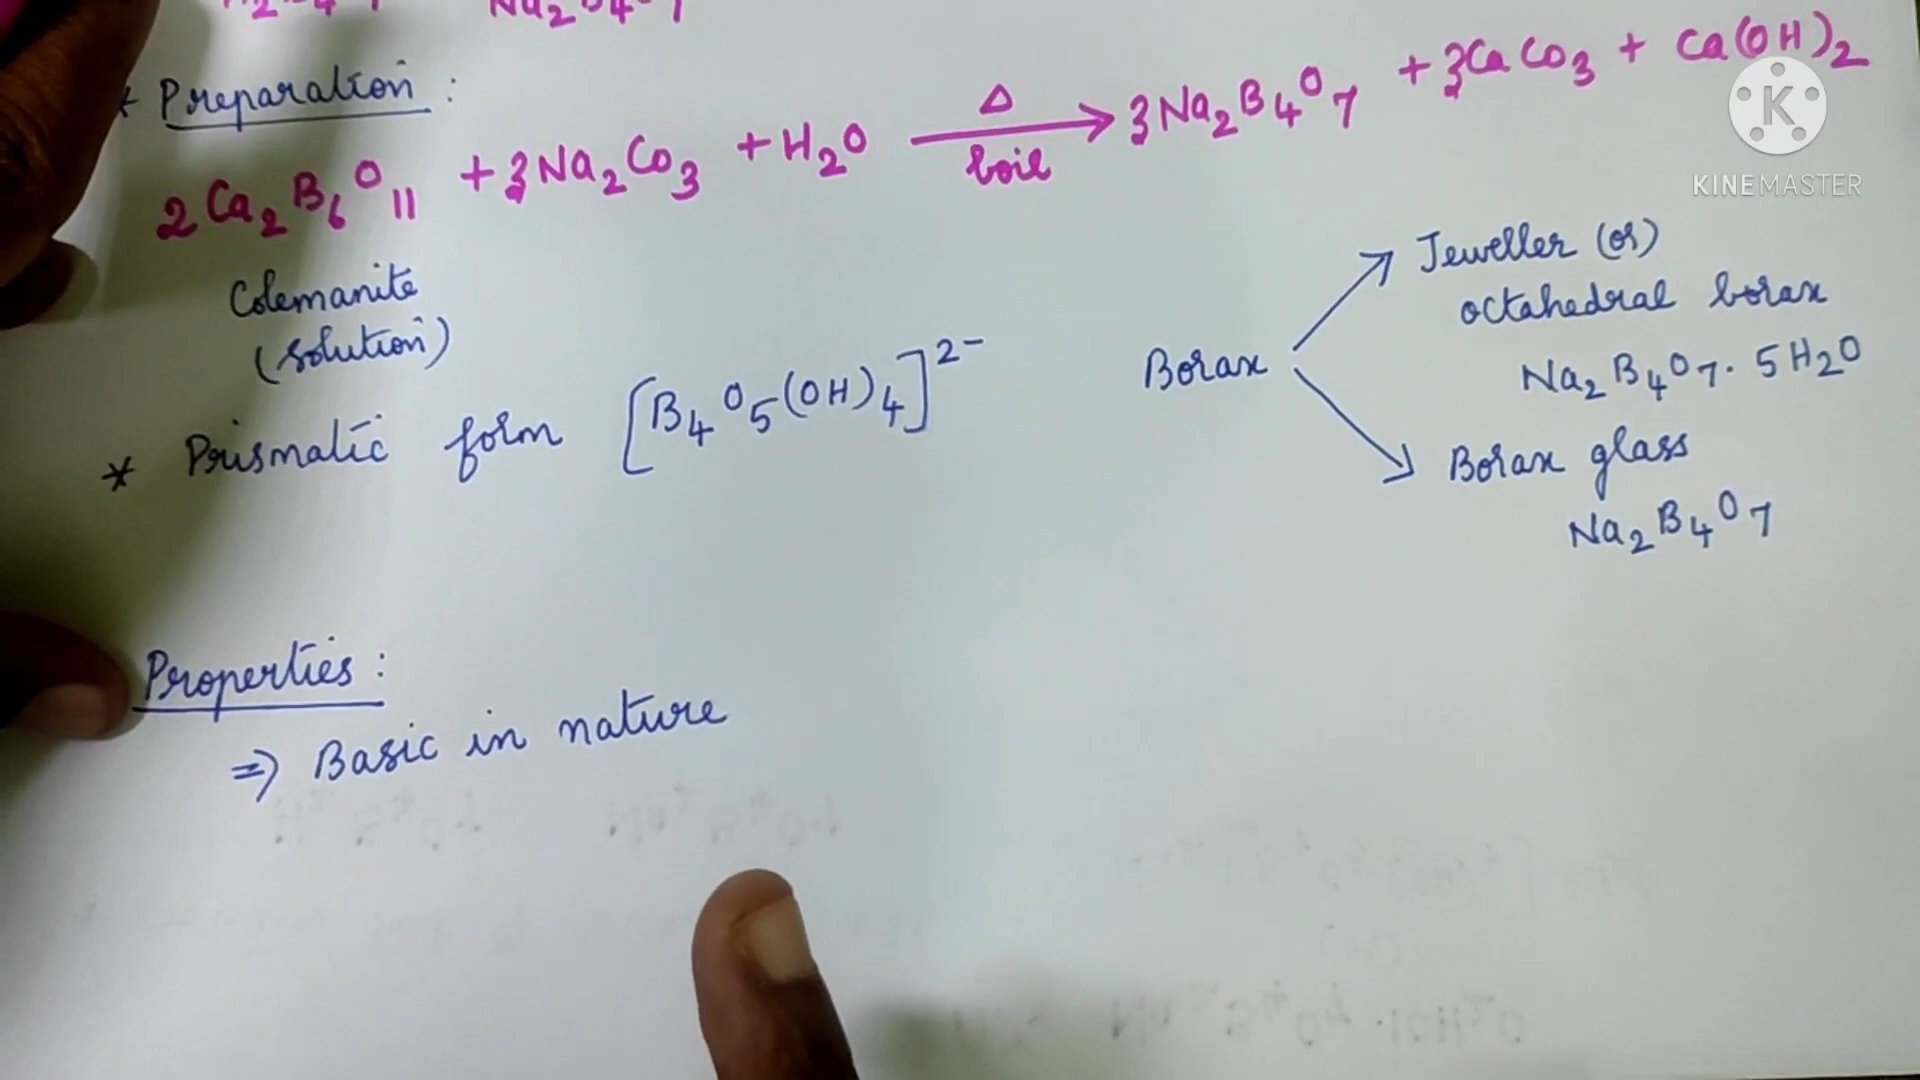 Na2B4O7
* Preparation :
2Ca2B6O11 + 3Na2Co3 + H2O → 3Na2B4O7 + 3CaCo3 + Ca(OH)2
Δ
boil
Colemanite
(solution)
* Prismatic form [B4O5(OH)4]2-
Borax
Jeweller (or)
octahedral borax
Na2B4O7. 5H2O
Borax glass
Na2B4O7
Properties :
⇒ Basic in nature
K
KINEMASTER